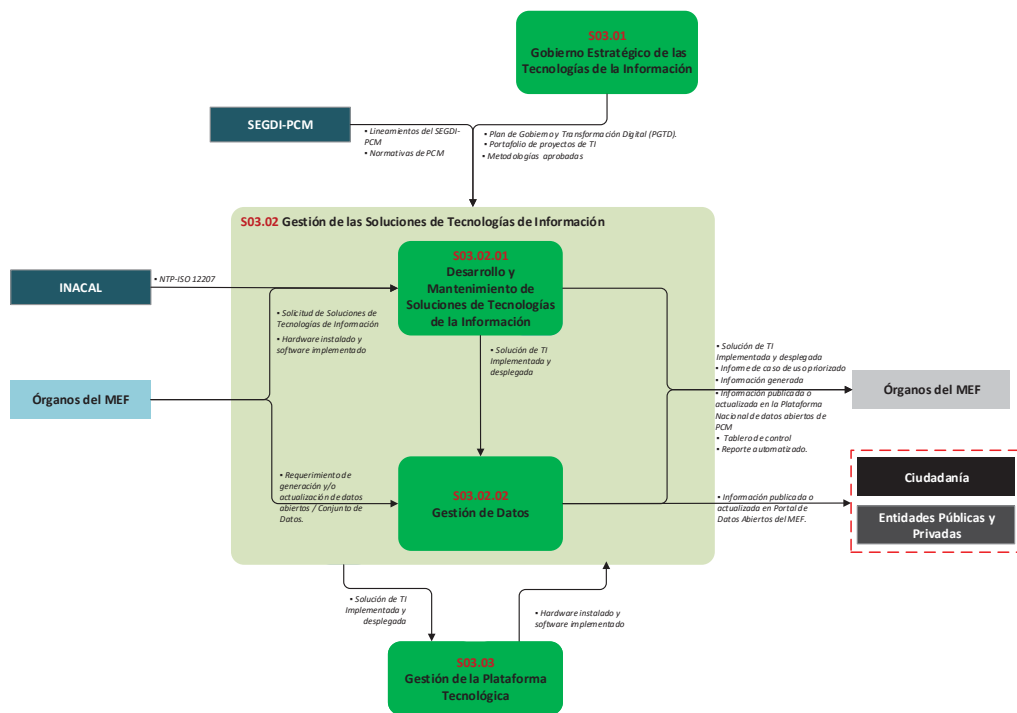 S03.01
Gobierno Estratégico de las
Tecnologías de la Información
SEGDI-PCM
▪ Lineamientos del SEGDI-
PCM
▪ Normativas de PCM
▪ Plan de Gobierno y Transformación Digital (PGTD).
▪ Portafolio de proyectos de TI
▪ Metodologías aprobadas
S03.02 Gestión de las Soluciones de Tecnologías de Información
S03.02.01
Desarrollo y
Mantenimiento de
Soluciones de Tecnologías
de la Información
INACAL
▪ NTP-ISO 12207
▪ Solicitud de Soluciones de
Tecnologías de Información
▪ Hardware instalado y
software implementado
▪ Solución de TI
Implementada y
desplegada
▪ Solución de TI
Implementada y desplegada
▪ Informe de caso de uso priorizado
▪ Información generada
▪ Información publicada o
actualizada en la Plataforma
Nacional de datos abiertos de
PCM
▪ Tablero de control
▪ Reporte automatizado.
Órganos del MEF
Órganos del MEF
▪ Requerimiento de
generación y/o
actualización de datos
abiertos / Conjunto de
Datos.
S03.02.02
Gestión de Datos
▪ Información publicada o
actualizada en Portal de
Datos Abiertos del MEF.
Ciudadanía
Entidades Públicas y
Privadas
▪ Solución de TI
Implementada y
desplegada
▪ Hardware instalado y
software implementado
S03.03
Gestión de la Plataforma
Tecnológica